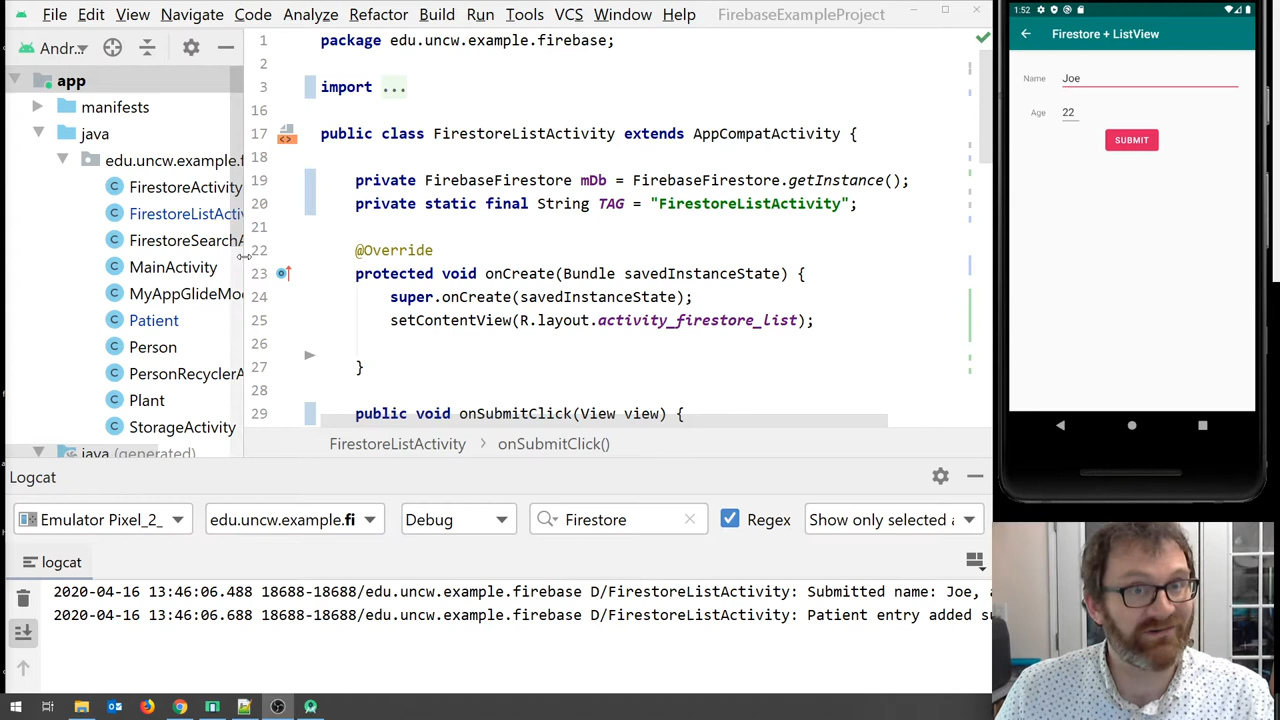 File Edit View Navigate Code Analyze Refactor Build Run Tools VCS Window Help FirebaseExampleProject
Andr...
app
manifests
java
edu.uncw.example.f
FirestoreActivity
FirestoreListActiv
FirestoreSearchA
MainActivity
MyAppGlideMo
Patient
Person
PersonRecyclerA
Plant
StorageActivity
java (generated)
1 package edu.uncw.example.firebase;
2
3 import ...
16
17 public class FirestoreListActivity extends AppCompatActivity {
18
19 private FirebaseFirestore mDb = FirebaseFirestore.getInstance();
20 private static final String TAG = "FirestoreListActivity";
21
22 @Override
23 protected void onCreate(Bundle savedInstanceState) {
24 super.onCreate(savedInstanceState);
25 setContentView(R.layout.activity_firestore_list);
26
27 }
28
29 public void onSubmitClick(View view) {
FirestoreListActivity > onSubmitClick()
Logcat
Emulator Pixel_2_ edu.uncw.example.fi Debug Firestore Regex Show only selected a
logcat
2020-04-16 13:46:06.488 18688-18688/edu.uncw.example.firebase D/FirestoreListActivity: Submitted name: Joe, a
2020-04-16 13:46:06.688 18688-18688/edu.uncw.example.firebase D/FirestoreListActivity: Patient entry added su
1:52
Firestore + ListView
Name Joe
Age 22
SUBMIT